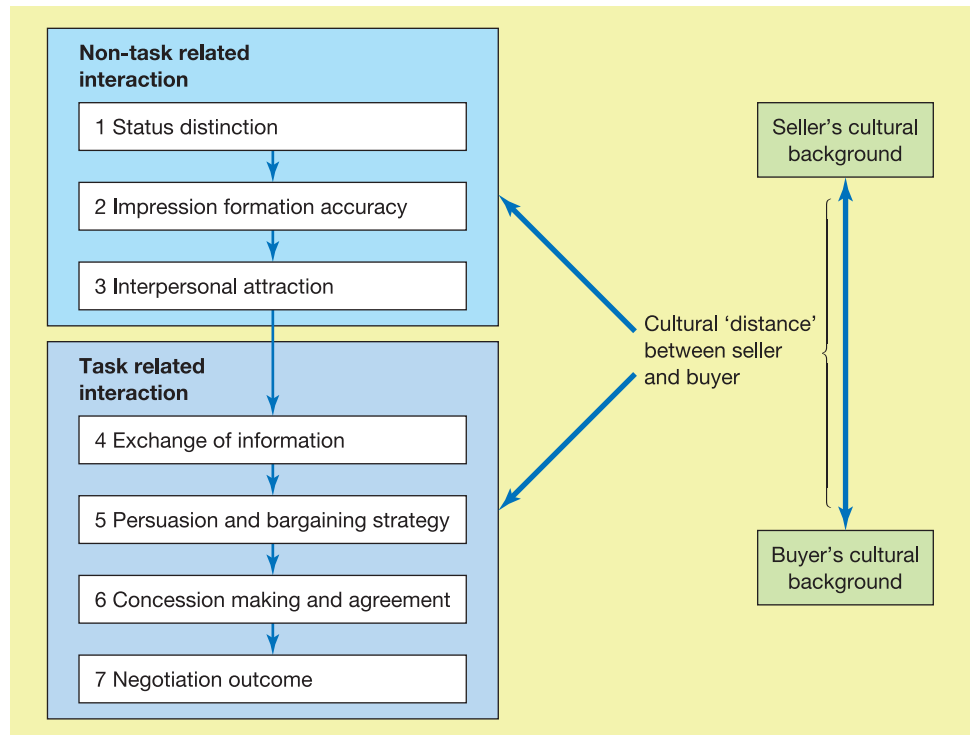 Non-task related
interaction
1 Status distinction
2 Impression formation accuracy
3 Interpersonal attraction
Task related
interaction
4 Exchange of information
5 Persuasion and bargaining strategy
6 Concession making and agreement
7 Negotiation outcome
Cultural ‘distance’
between seller
and buyer
Seller’s cultural
background
Buyer’s cultural
background